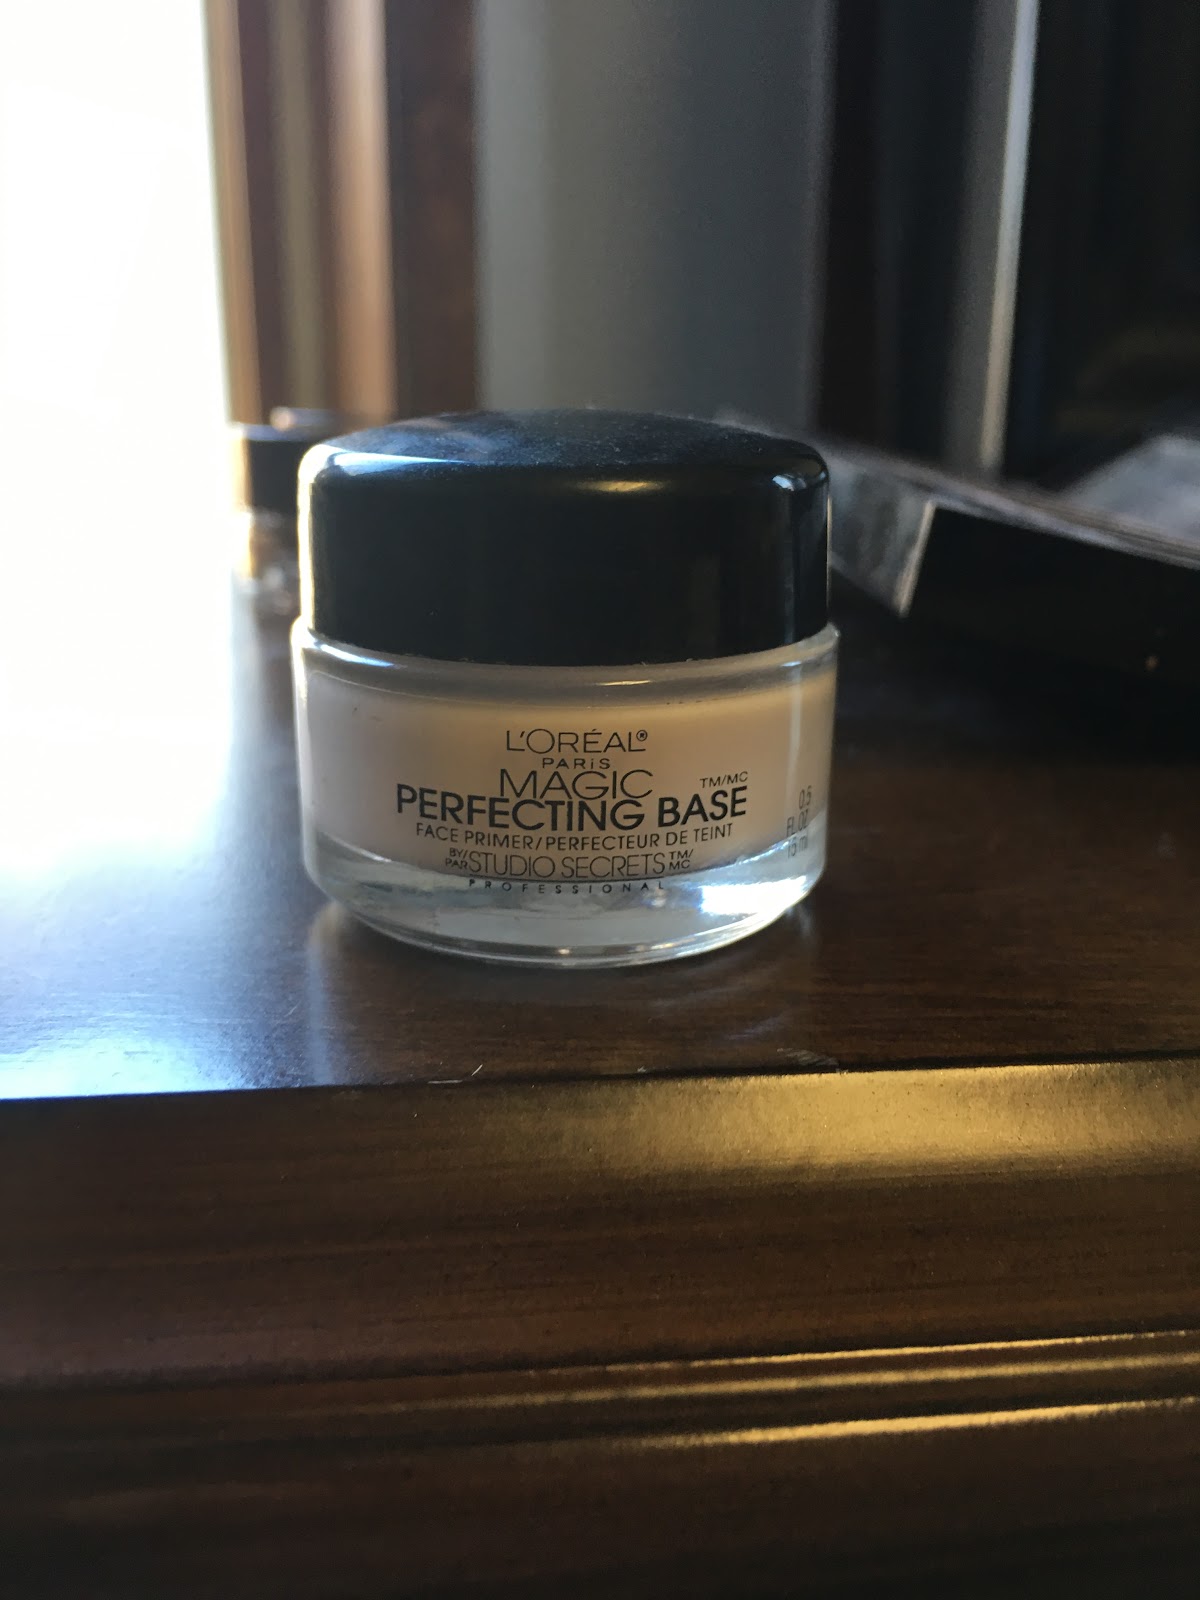 L'ORÉAL®
PARiS
MAGIC
PERFECTING BASE TM/MC
FACE PRIMER/PERFECTEUR DE TEINT
BY/PAR STUDIO SECRETS TM/MC
PROFESSIONAL
0.5
FL OZ
15 ml